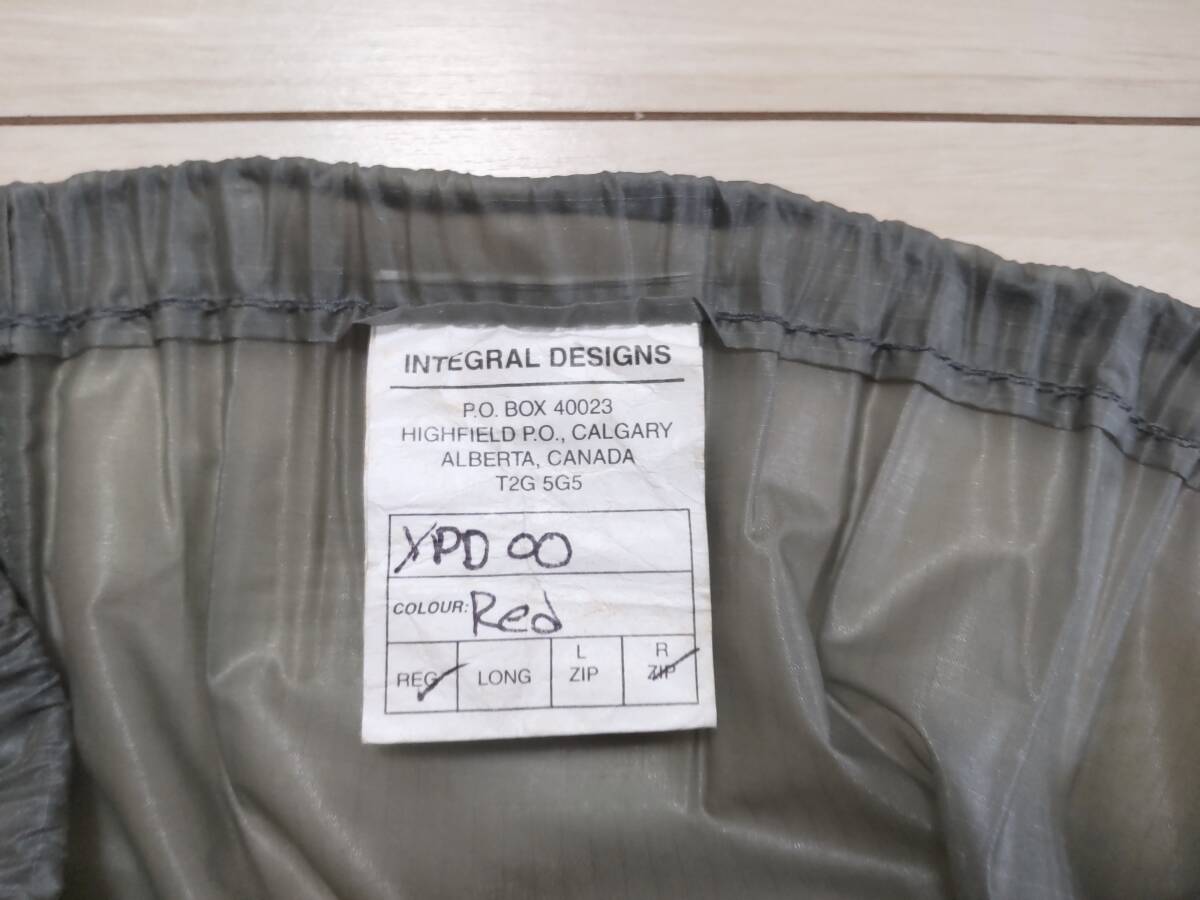 INTEGRAL DESIGNS
P.O. BOX 40023
HIGHFIELD P.O., CALGARY
ALBERTA, CANADA
T2G 5G5
XPD 00
COLOUR: Red
REG LONG L ZIP R ZIP